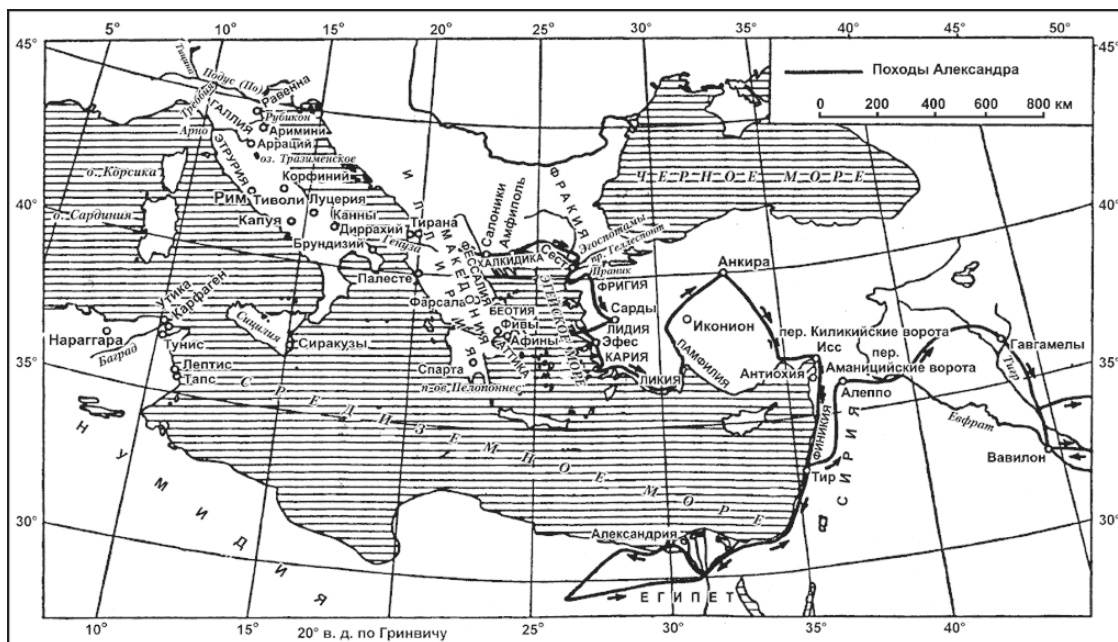 5° 10° 15° 20° 25° 30° 35° 40° 50°
45°
45°
Походы Александра
0 200 400 600 800 км
Тицина
Подус (По)
Треббия
Равенна
ГАЛЛИЯ
Рубикон
Арно
Аримини
Арраций
оз. Тразименское
ЭТРУРИЯ
о. Корсика
Корфиний
Рим
Тиволи
Луцерия
40°
40°
о. Сардиния
Капуя
Канны
Диррахий
Тирана
Брундизий
Генуза
Палесте
ИЛЛИРИЯ
МАКЕДОНИЯ
ФЕССАЛИЯ
Салоники
Амфиполь
ХАЛКИДИКА
ФРАКИЯ
Сест
Эгоспотамы
пр. Геллеспонт
Граник
ФРИГИЯ
ЧЕРНОЕ МОРЕ
Анкира
Фарсала
БЕОТИЯ
Фивы
Афины
АТТИКА
ЭГЕЙСКОЕ МОРЕ
Сарды
ЛИДИЯ
Эфес
КАРИЯ
Иконион
ПАМФИЛИЯ
ЛИКИЯ
пер. Киликийские ворота
Исс
пер.
Аманицийские ворота
Гавгамелы
Тигр
Утика
Карфаген
Нараггара
Баград
Тунис
Сицилия
Сиракузы
35°
35°
Спарта
п-ов Пелопоннес
Лептис
Тапс
Антиохия
Алеппо
Евфрат
Вавилон
ФИНИКИЯ
СИРИЯ
Тир
СРЕДИЗЕМНОЕ МОРЕ
НУМИДИЯ
30°
30°
Александрия
ЕГИПЕТ
10° 15° 20° в. д. по Гринвичу 25° 30° 35° 40° 45°